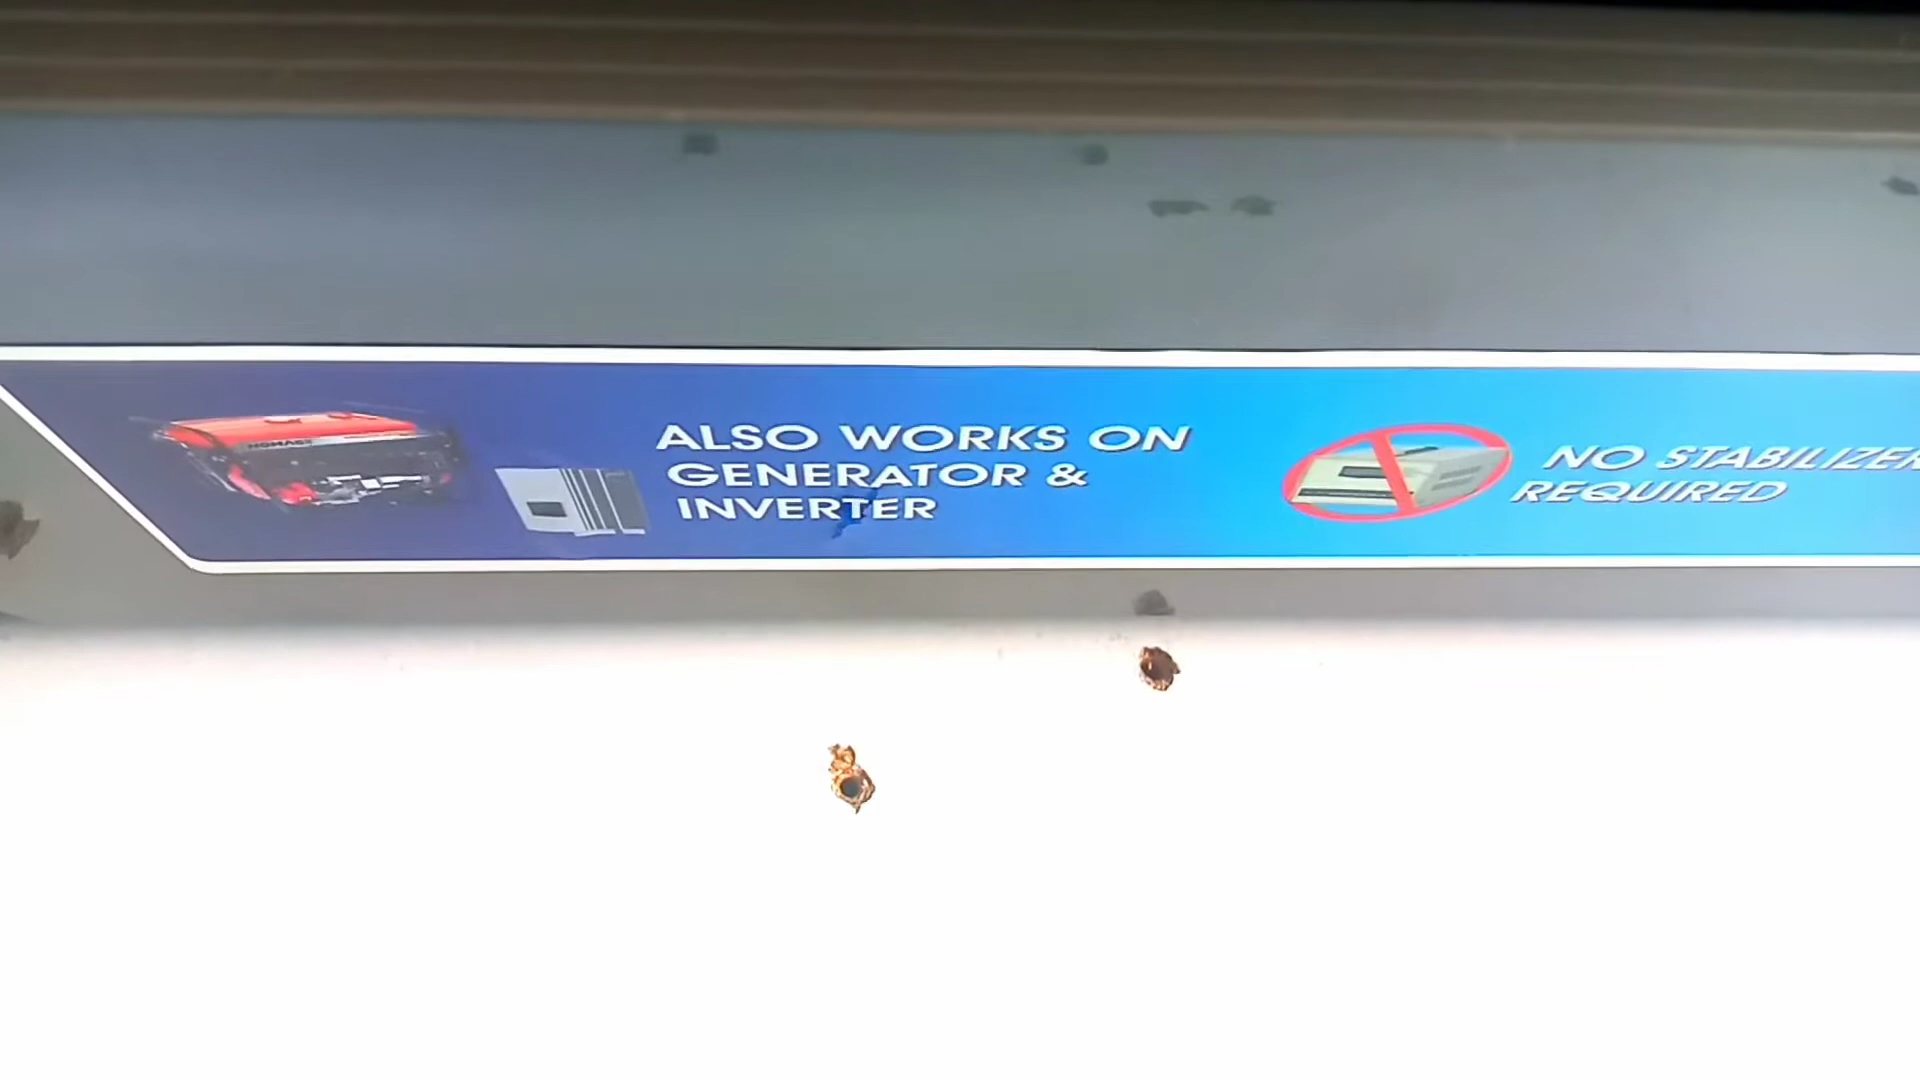 ALSO WORKS ON
GENERATOR &
INVERTER
NO STABILIZER
REQUIRED